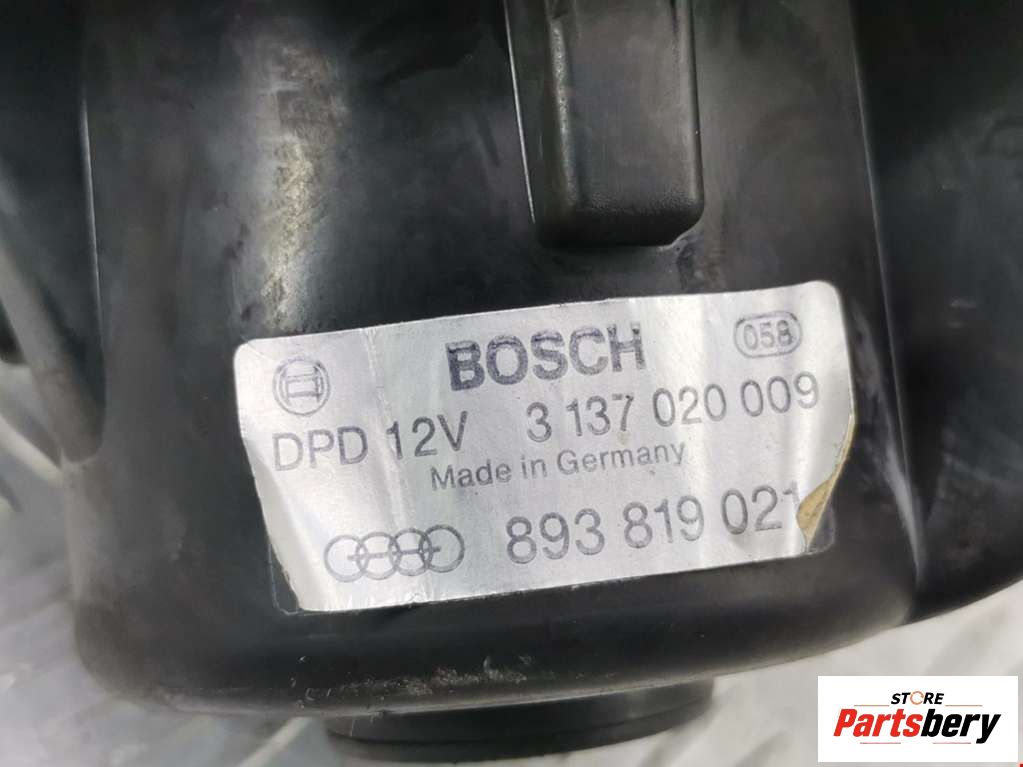 BOSCH 058
DPD 12V 3 137 020 009
Made in Germany
893 819 021
STORE
Partsbery